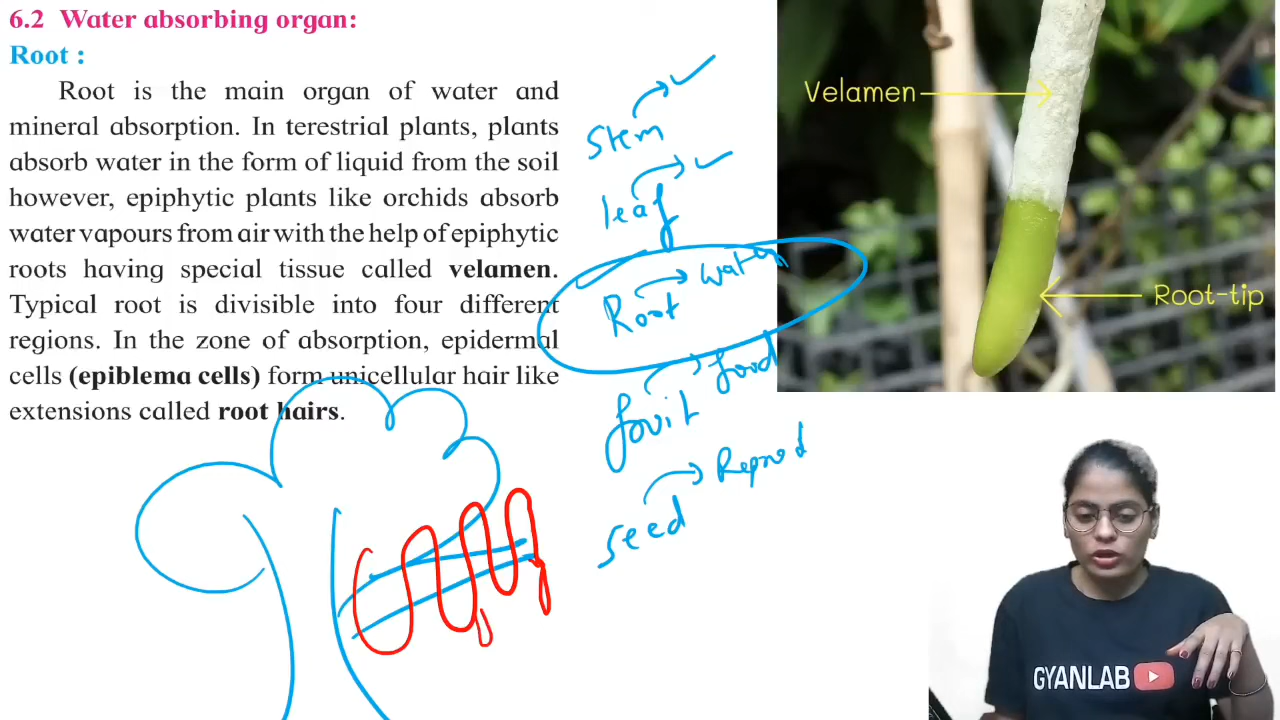 6.2 Water absorbing organ:
Root :
Root is the main organ of water and
mineral absorption. In terestrial plants, plants
absorb water in the form of liquid from the soil
however, epiphytic plants like orchids absorb
water vapours from air with the help of epiphytic
roots having special tissue called velamen.
Typical root is divisible into four different
regions. In the zone of absorption, epidermal
cells (epiblema cells) form unicellular hair like
extensions called root hairs.
Stem
leaf
Root → water
fruit → food
Seed → Reprod
Velamen
Root-tip
GYANLAB